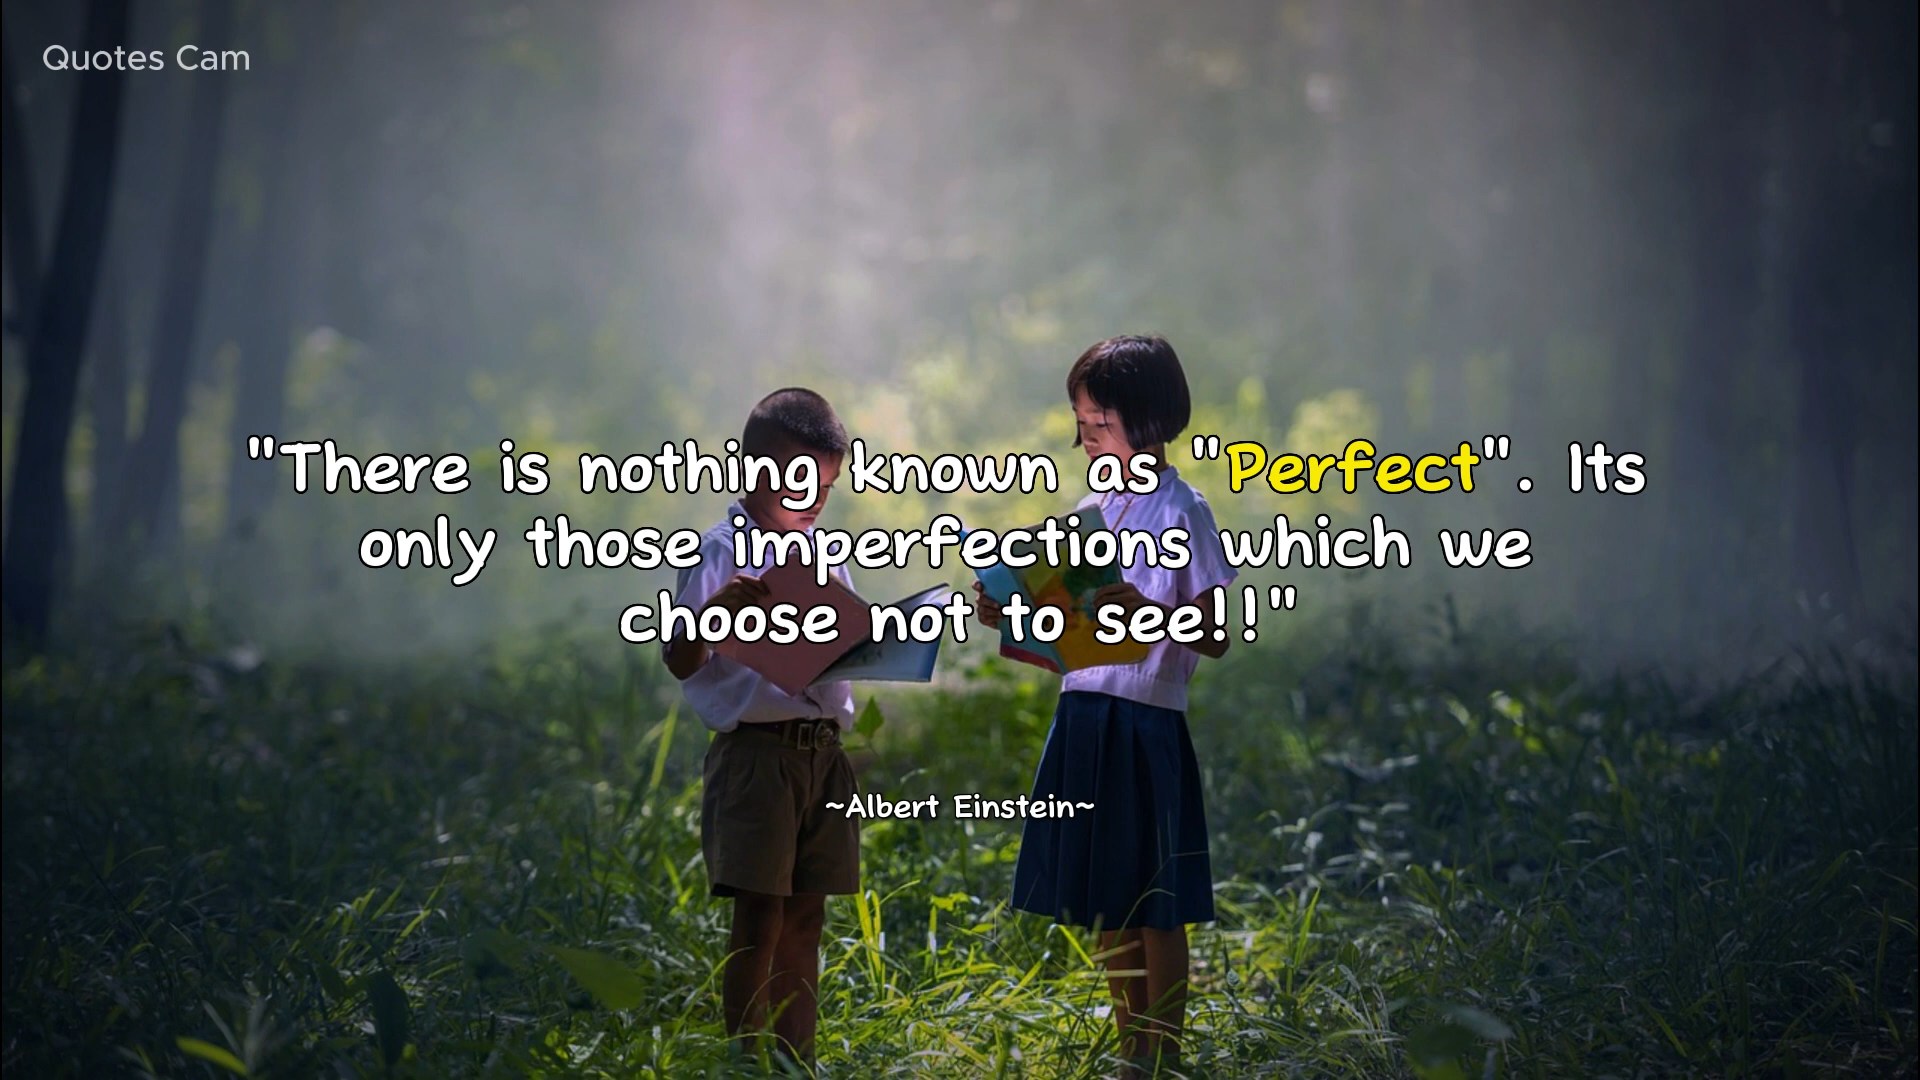 Quotes Cam
"There is nothing known as "Perfect". Its
only those imperfections which we
choose not to see!!"
~Albert Einstein~